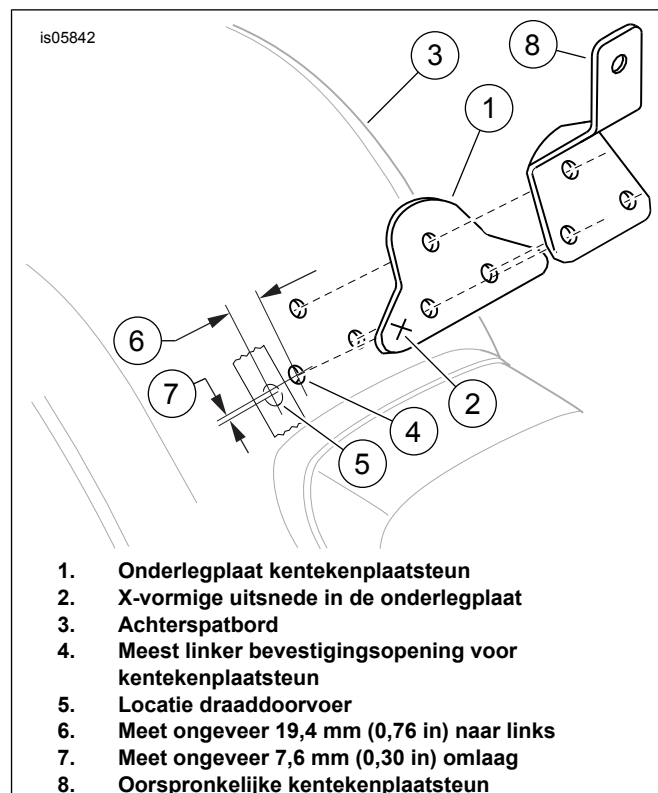 is05842
3
8
1
6
7
2
4
5
1. Onderlegplaat kentekenplaatsteun
2. X-vormige uitsnede in de onderlegplaat
3. Achterspatbord
4. Meest linker bevestigingsopening voor
kentekenplaatsteun
5. Locatie draaddoorvoer
6. Meet ongeveer 19,4 mm (0,76 in) naar links
7. Meet ongeveer 7,6 mm (0,30 in) omlaag
8. Oorspronkelijke kentekenplaatsteun